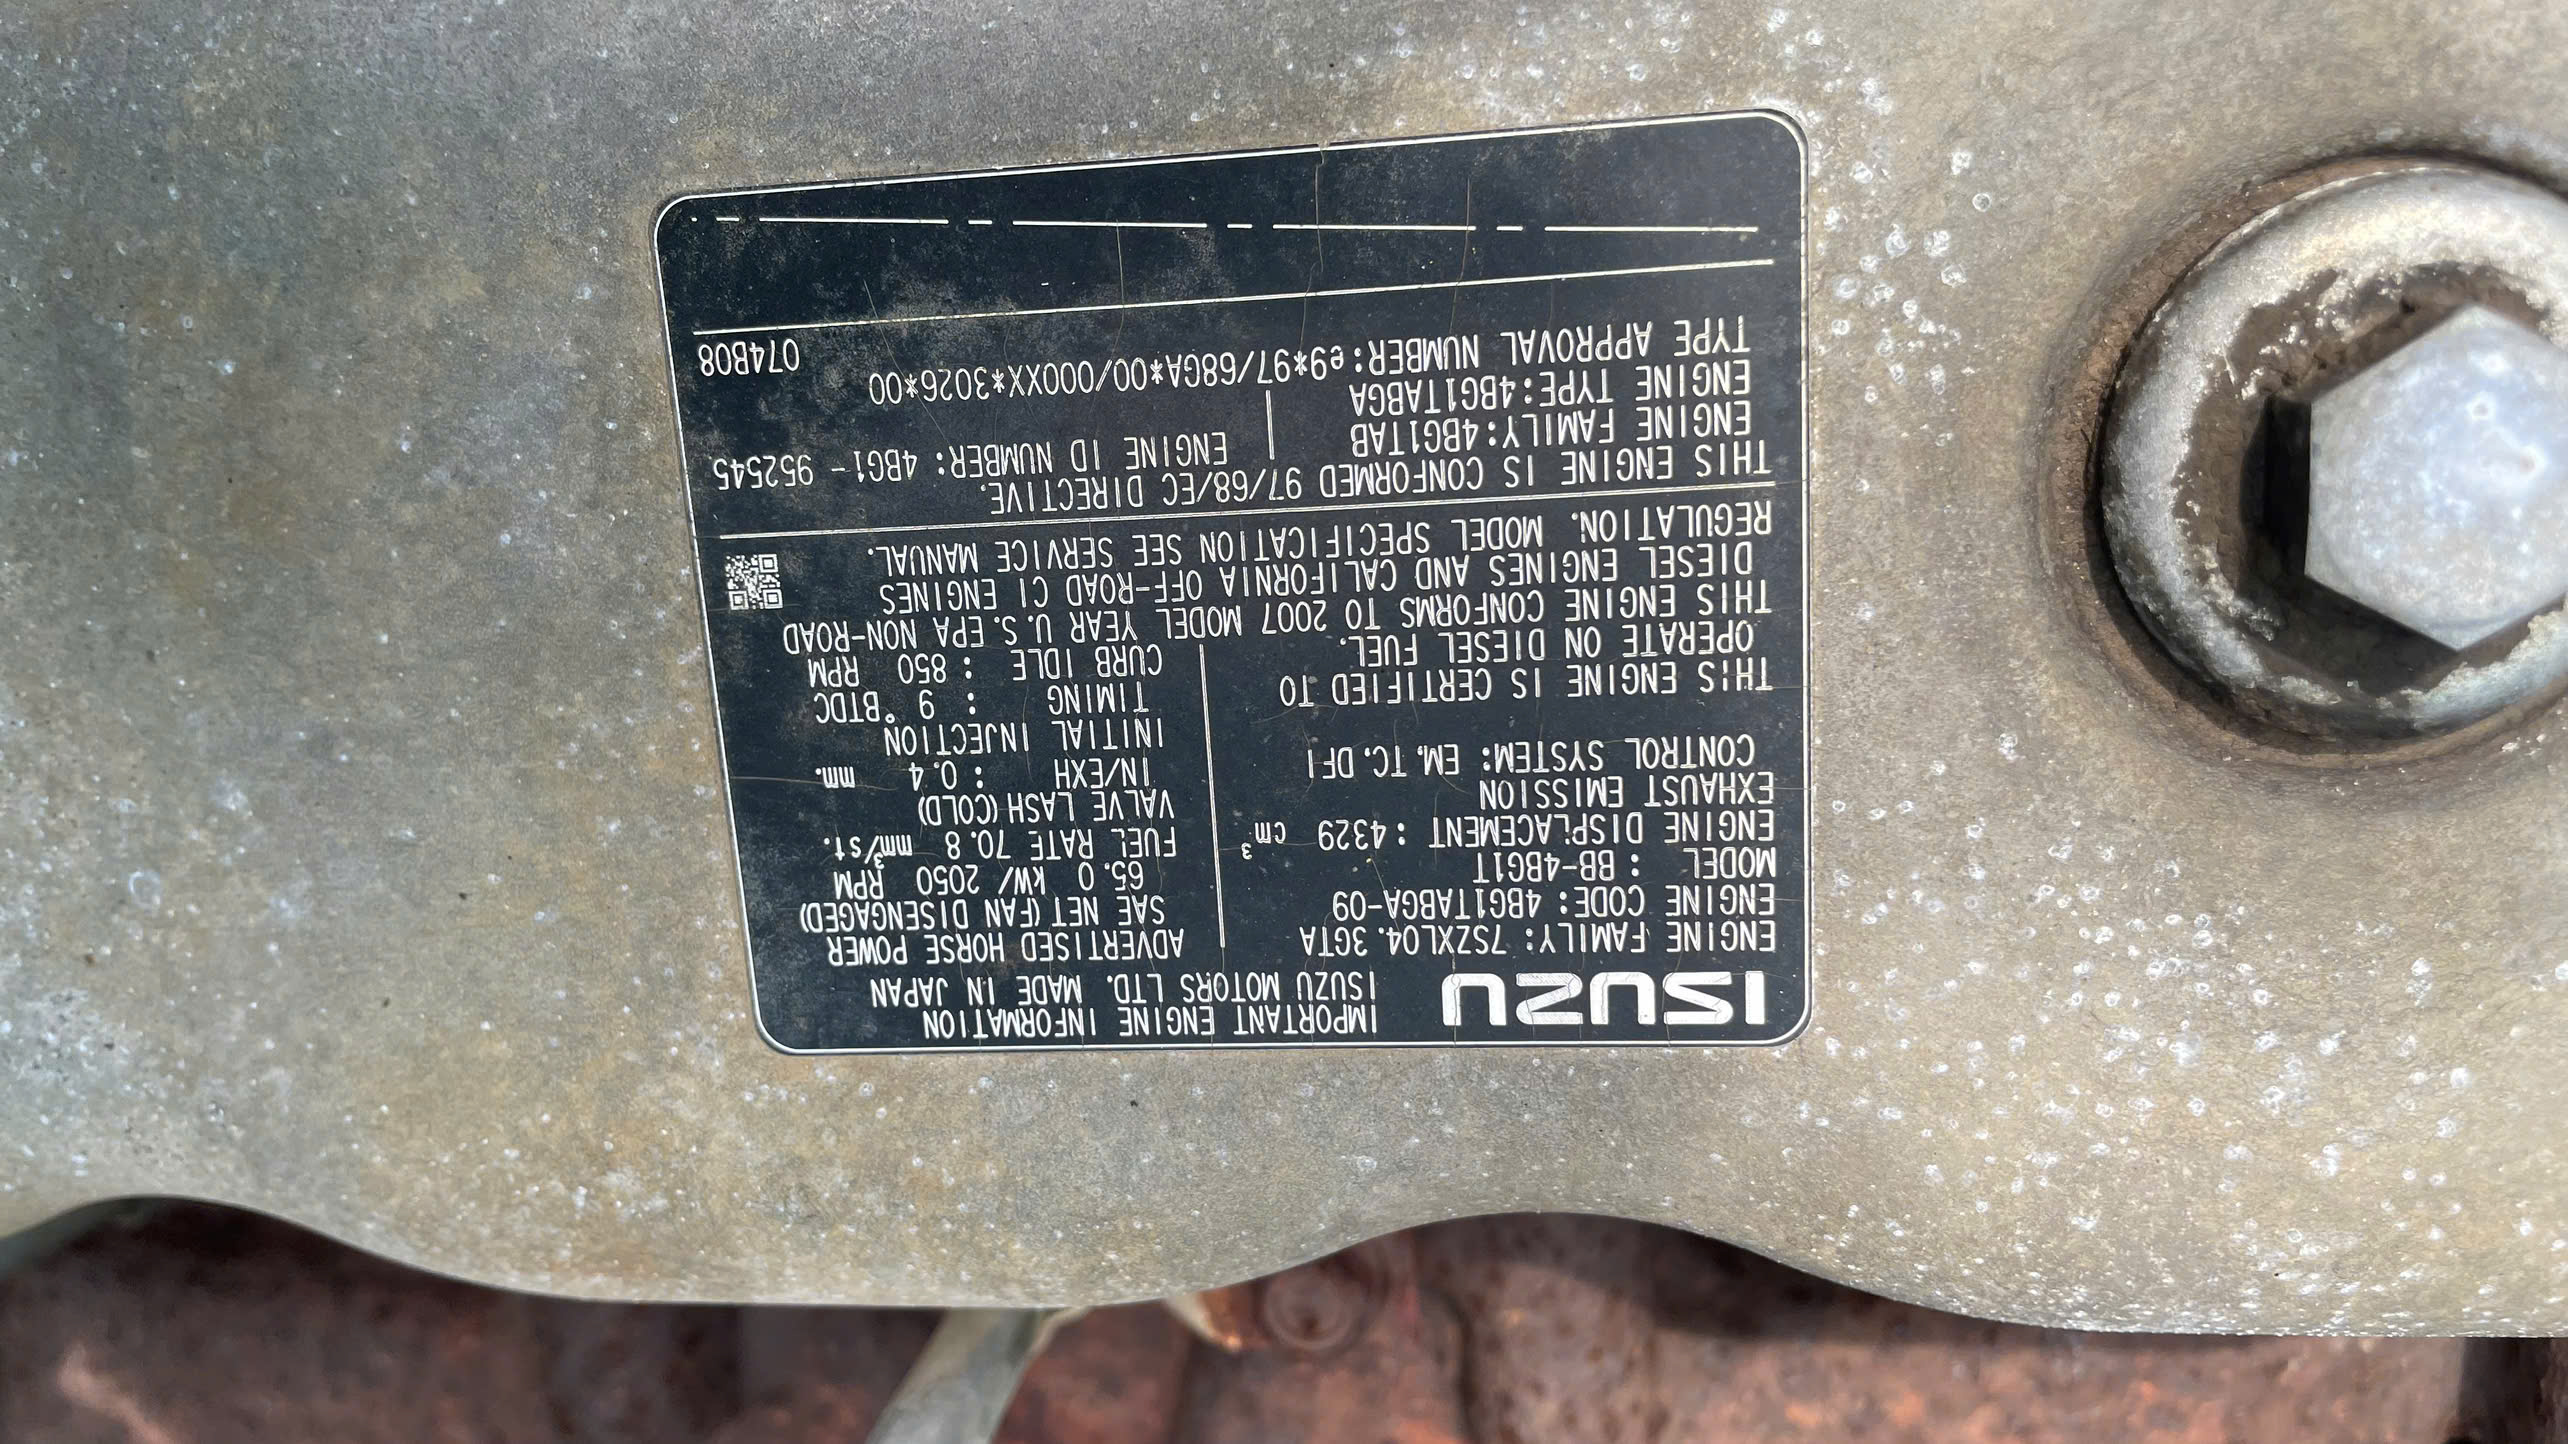 ISUZU
IMPORTANT ENGINE INFORMATION
ISUZU MOTORS LTD. MADE IN JAPAN
ENGINE FAMILY: 7SZXL04.3GTA
ENGINE CODE: 4BG1TABGA-09
MODEL : BB-4BG1T
ENGINE DISPLACEMENT : 4329 cm³
EXHAUST EMISSION
CONTROL SYSTEM: EM, TC, DFI
THIS ENGINE IS CERTIFIED TO
OPERATE ON DIESEL FUEL.
ADVERTISED HORSE POWER
SAE NET (FAN DISENGAGED)
65.0 kW/ 2050 RPM
FUEL RATE 70.8 mm³/st.
VALVE LASH (COLD)
IN/EXH : 0.4 mm.
INITIAL INJECTION
TIMING : 9 °BTDC
CURB IDLE : 850 RPM
THIS ENGINE CONFORMS TO 2007 MODEL YEAR U.S. EPA NON-ROAD
DIESEL ENGINES AND CALIFORNIA OFF-ROAD CI ENGINES
REGULATION. MODEL SPECIFICATION SEE SERVICE MANUAL.
THIS ENGINE IS CONFORMED 97/68/EC DIRECTIVE.
ENGINE FAMILY:4BG1TAB
ENGINE TYPE:4BG1TABGA
ENGINE ID NUMBER: 4BG1- 952545
TYPE APPROVAL NUMBER: e9*97/68GA*00/000XX*3026*00
074B08